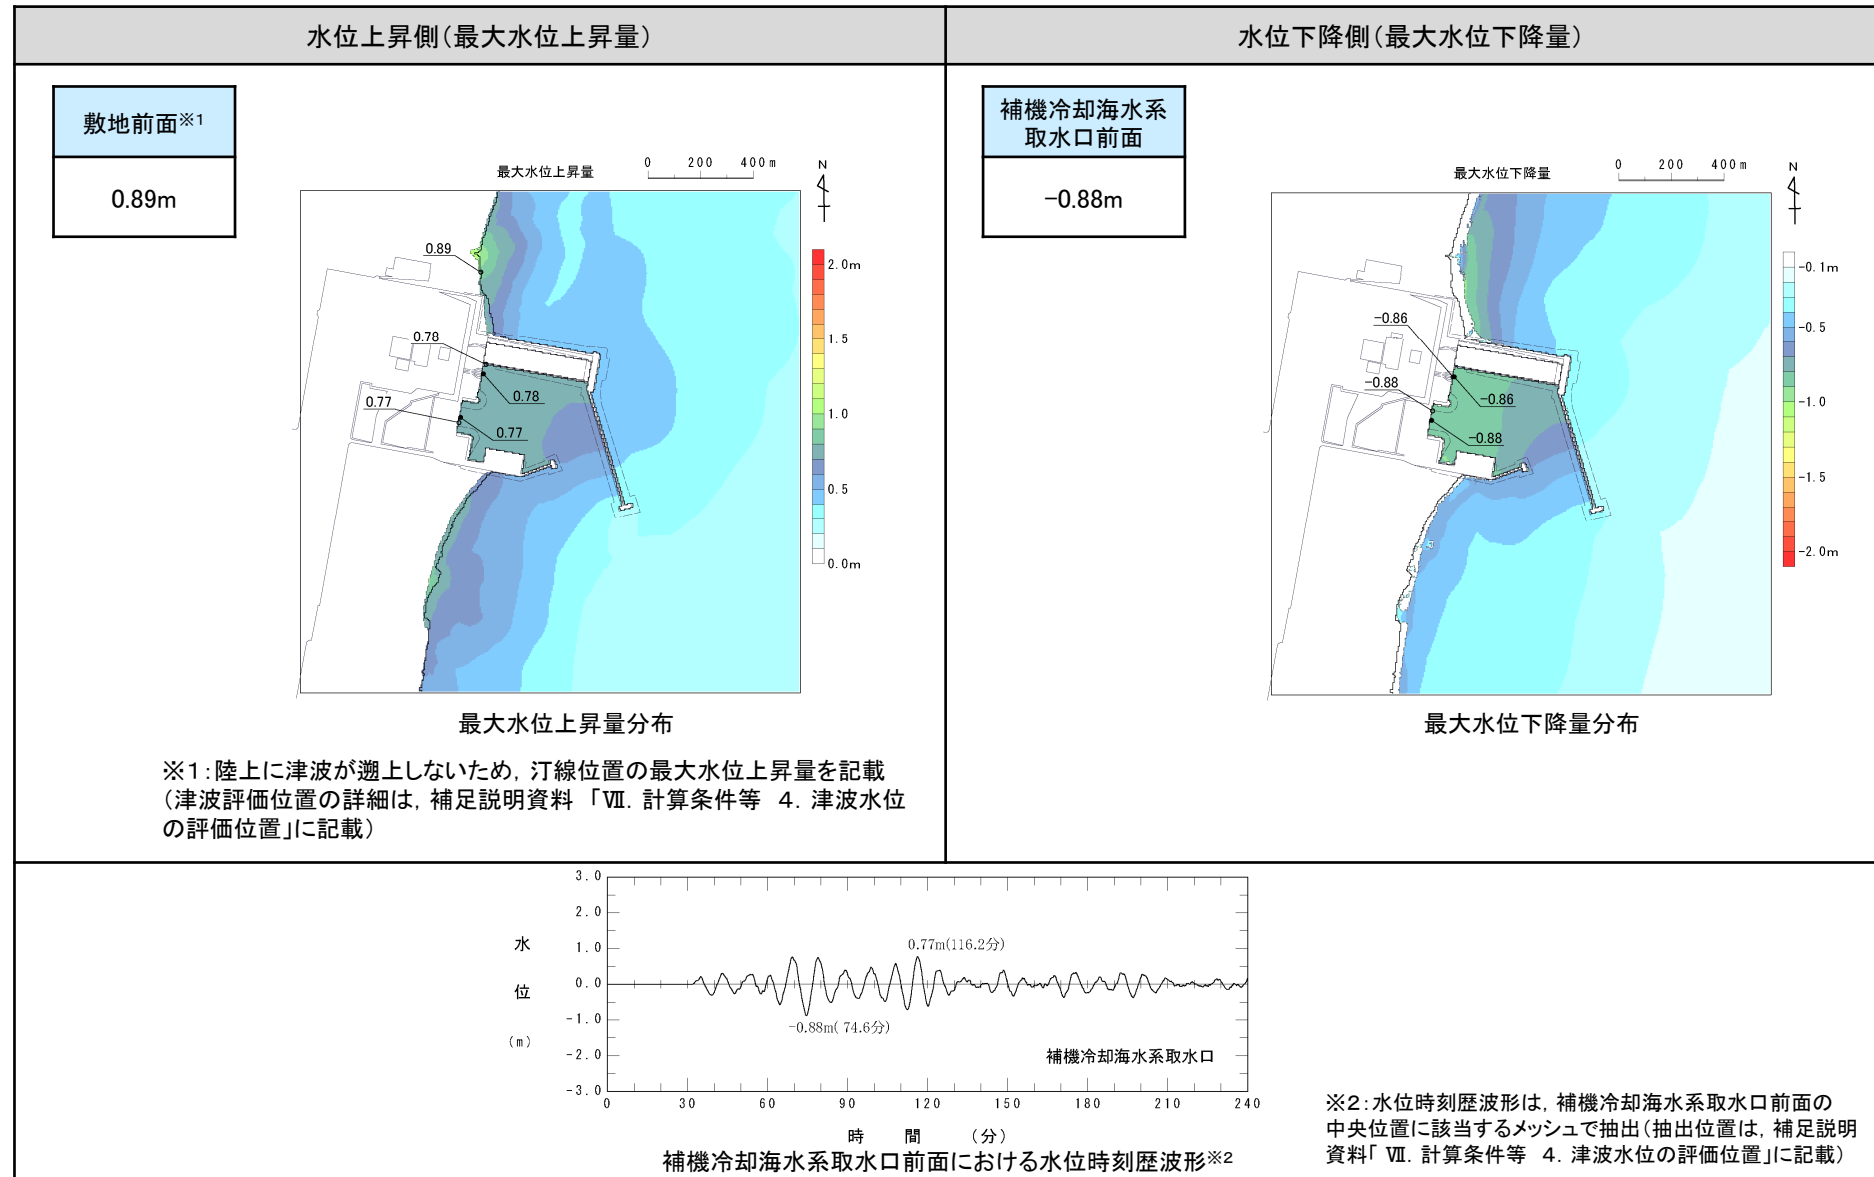 水位上昇側(最大水位上昇量)
水位下降側(最大水位下降量)
敷地前面※1
0.89m
最大水位上昇量
0 200 400m
N
0.89
0.78
0.78
0.77
0.77
2.0m
1.5
1.0
0.5
0.0m
最大水位上昇量分布
※1:陸上に津波が遡上しないため, 汀線位置の最大水位上昇量を記載
(津波評価位置の詳細は, 補足説明資料 「Ⅶ. 計算条件等 4. 津波水位
の評価位置」に記載)
補機冷却海水系
取水口前面
-0.88m
最大水位下降量
0 200 400m
N
-0.86
-0.86
-0.88
-0.88
-0.1m
-0.5
-1.0
-1.5
-2.0m
最大水位下降量分布
3.0
2.0
1.0
0.0
-1.0
-2.0
-3.0
水
位
(m)
0.77m(116.2分)
-0.88m( 74.6分)
補機冷却海水系取水口
0 30 60 90 120 150 180 210 240
時 間 (分)
補機冷却海水系取水口前面における水位時刻歴波形※2
※2:水位時刻歴波形は, 補機冷却海水系取水口前面の
中央位置に該当するメッシュで抽出(抽出位置は, 補足説明
資料「 Ⅶ. 計算条件等 4. 津波水位の評価位置」に記載)